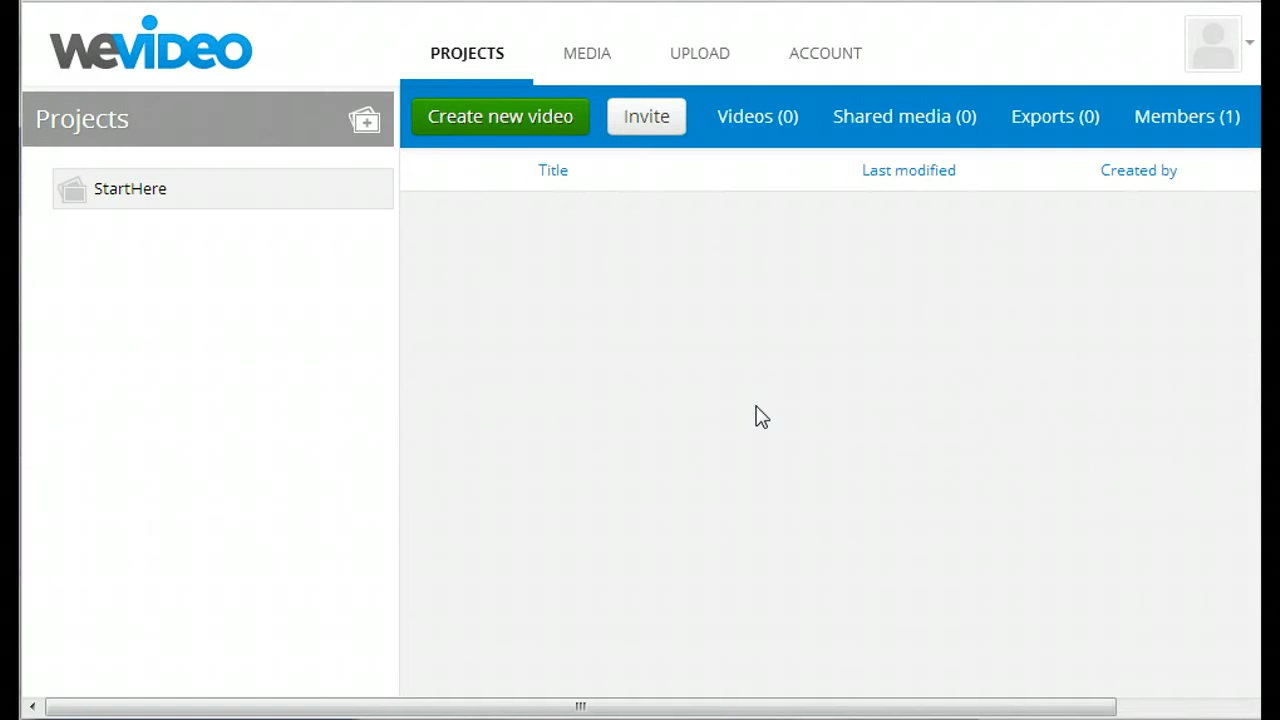 wevideo
PROJECTS MEDIA UPLOAD ACCOUNT
Projects
Create new video Invite Videos (0) Shared media (0) Exports (0) Members (1)
Title Last modified Created by
StartHere